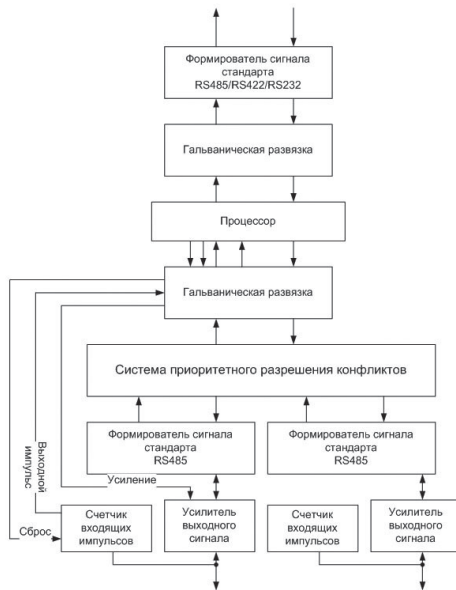 Формирователь сигнала
стандарта
RS485/RS422/RS232
Гальваническая развязка
Процессор
Гальваническая развязка
Система приоритетного разрешения конфликтов
Формирователь сигнала
стандарта
RS485
Формирователь сигнала
стандарта
RS485
Выходной
импульс
Усиление
Сброс
Счетчик
входящих
импульсов
Усилитель
выходного
сигнала
Счетчик
входящих
импульсов
Усилитель
выходного
сигнала